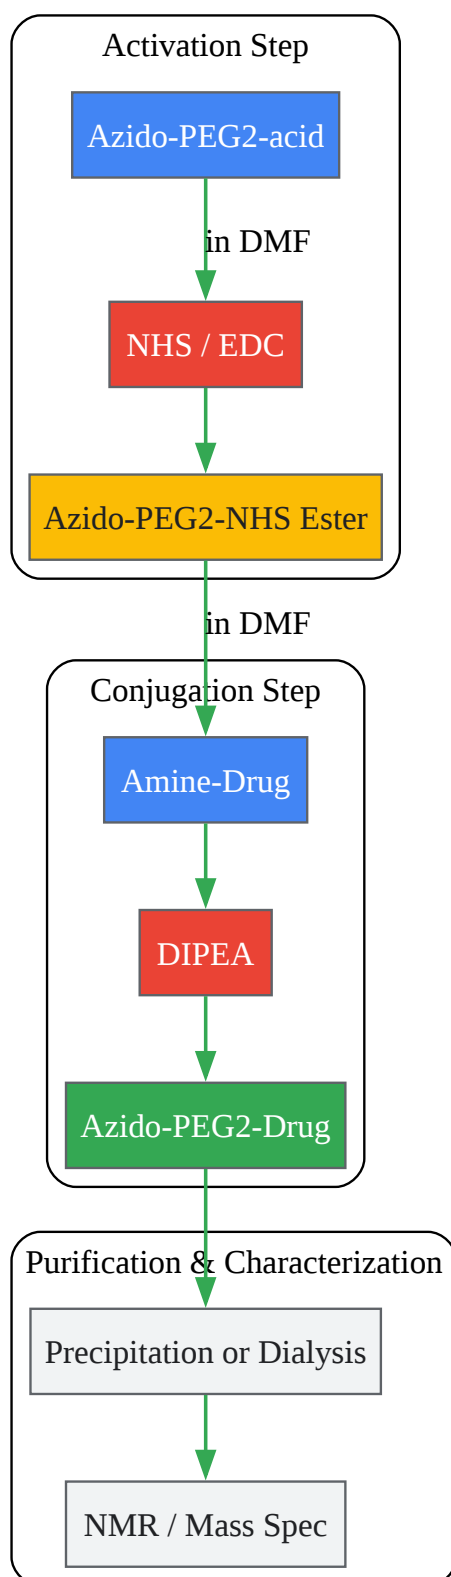 Activation Step
Azido-PEG2-acid
in DMF
NHS / EDC
Azido-PEG2-NHS Ester
in DMF
Conjugation Step
Amine-Drug
DIPEA
Azido-PEG2-Drug
Purification & Characterization
Precipitation or Dialysis
NMR / Mass Spec